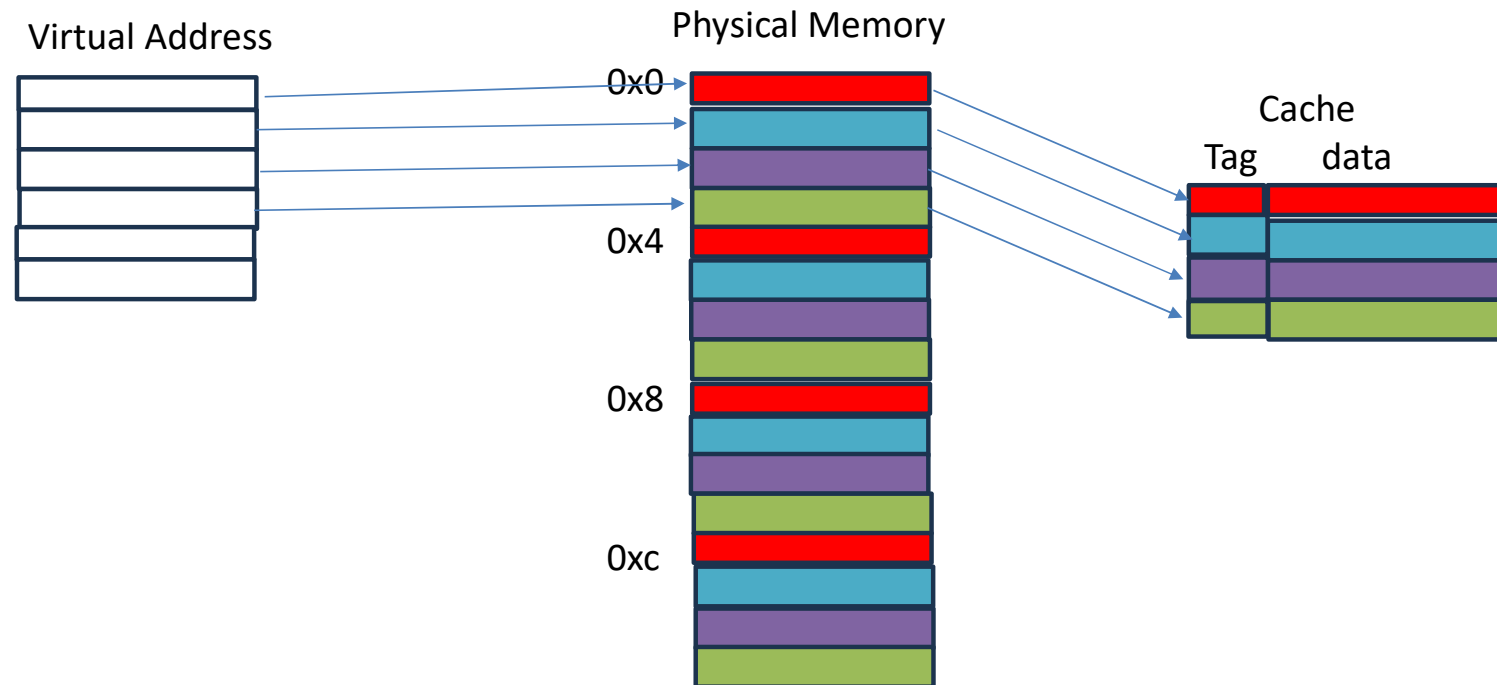 Virtual Address
Physical Memory
0x0
0x4
0x8
0xc
Cache
Tag data